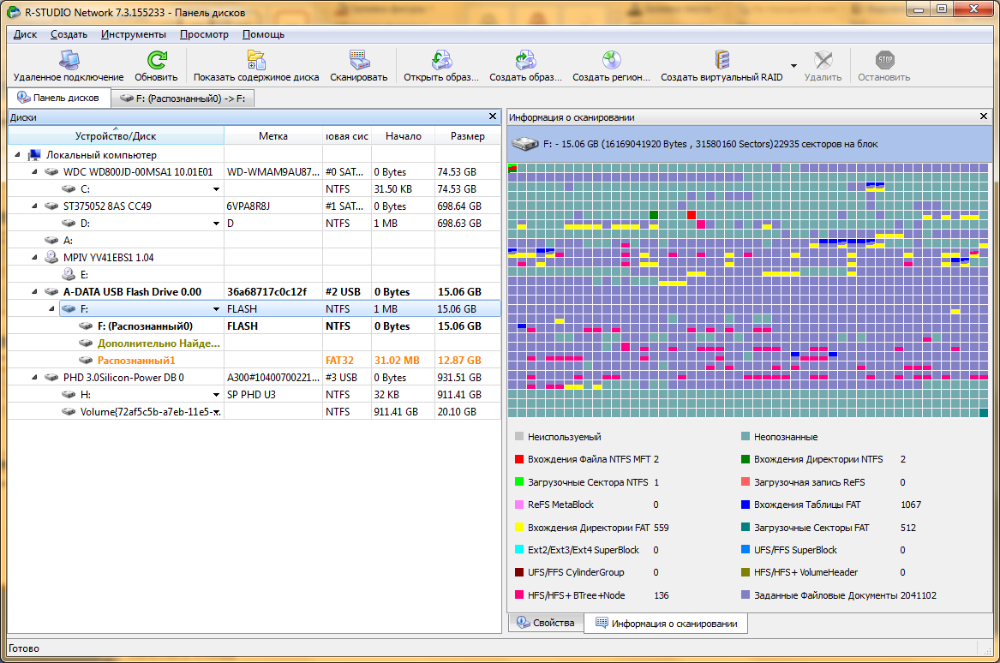 R-STUDIO Network 7.3.155233 - Панель дисков
Диск Создать Инструменты Просмотр Помощь
Удаленное подключение Обновить Показать содержимое диска Сканировать Открыть образ... Создать образ... Создать регион... Создать виртуальный RAID Удалить Остановить
STOP
Панель дисков F: (Распознанный0) -> F:
Диски
Устройство/Диск Метка ювая сис Начало Размер
Локальный компьютер
WDC WD800JD-00MSA1 10.01E01 WD-WMAM9AU87... #0 SAT... 0 Bytes 74.53 GB
C: NTFS 31.50 KB 74.53 GB
ST375052 8AS CC49 6VPA8R8J #1 SAT... 0 Bytes 698.64 GB
D: D NTFS 1 MB 698.63 GB
A:
MPIV YV41EBS1 1.04
E:
A-DATA USB Flash Drive 0.00 36a68717c0c12f #2 USB 0 Bytes 15.06 GB
F: FLASH NTFS 1 MB 15.06 GB
F: (Распознанный0) FLASH NTFS 0 Bytes 15.06 GB
Дополнительно Найде...
Распознанный1 FAT32 31.02 MB 12.87 GB
PHD 3.0Silicon-Power DB 0 A300#10400700221... #3 USB 0 Bytes 931.51 GB
H: SP PHD U3 NTFS 32 KB 911.41 GB
Volume{72af5c5b-a7eb-11e5-... NTFS 911.41 GB 20.10 GB
Информация о сканировании
F: - 15.06 GB (16169041920 Bytes , 31580160 Sectors)22935 секторов на блок
Неиспользуемый Неопознанные
Вхождения Файла NTFS MFT 2 Вхождения Директории NTFS 2
Загрузочные Сектора NTFS 1 Загрузочная запись ReFS 0
ReFS MetaBlock 0 Вхождения Таблицы FAT 1067
Вхождения Директории FAT 559 Загрузочные Секторы FAT 512
Ext2/Ext3/Ext4 SuperBlock 0 UFS/FFS SuperBlock 0
UFS/FFS CylinderGroup 0 HFS/HFS+ VolumeHeader 0
HFS/HFS+ BTree+Node 136 Заданные Файловые Документы 2041102
Свойства Информация о сканировании
Готово